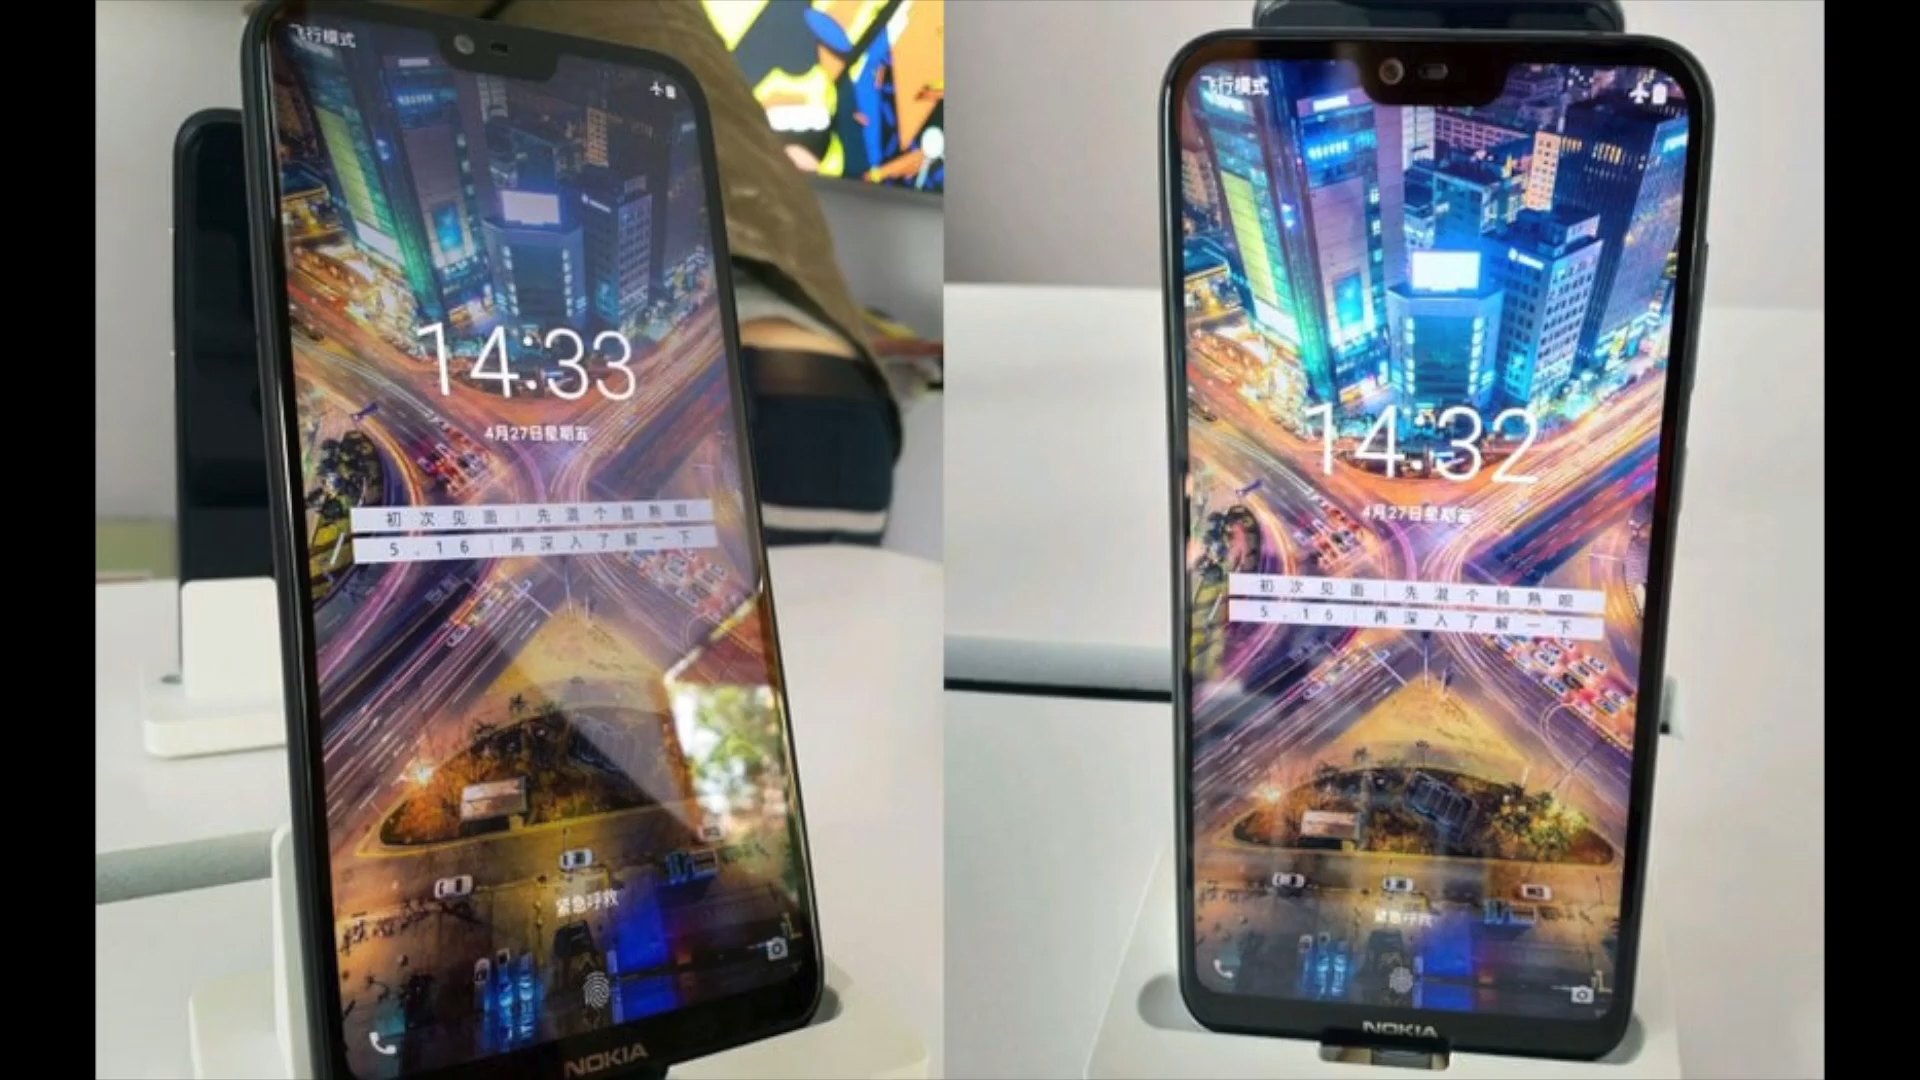 飞行模式
14:33
4月27日星期五
初次见面|先混个脸熟呗
5.16|再深入了解一下
紧急呼救
NOKIA
飞行模式
14:32
4月27日星期五
初次见面|先混个脸熟呗
5.16|再深入了解一下
紧急呼救
NOKIA